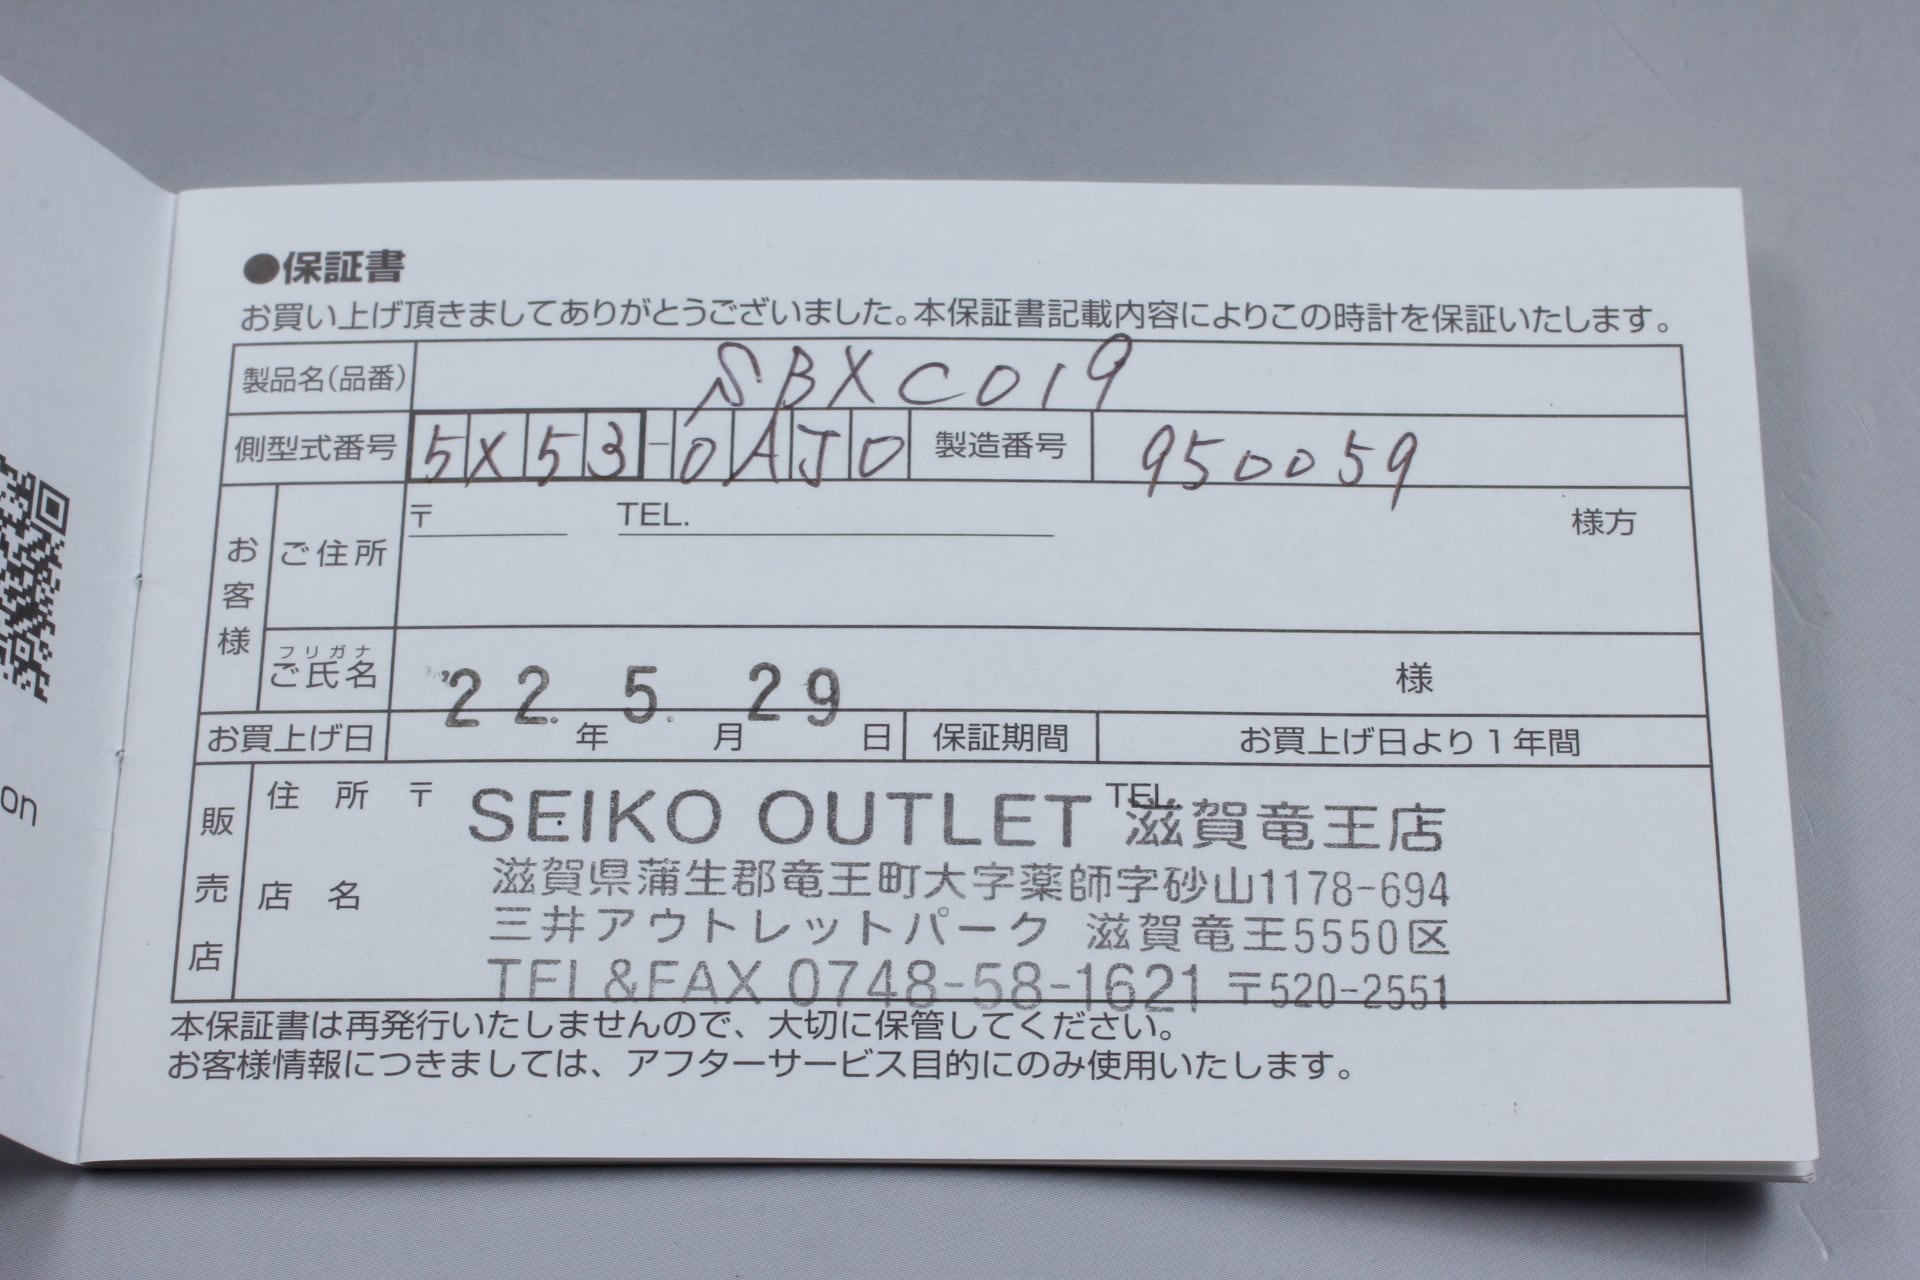 ●保証書
お買い上げ頂きましてありがとうございました。本保証書記載内容によりこの時計を保証いたします。
製品名(品番) SBXC019
側型式番号 5X53-0AJ0 製造番号 950059
お客様 ご住所 〒 TEL. 様方
フリガナ
ご氏名 様
'22. 5. 29
お買上げ日 年 月 日 保証期間 お買上げ日より1年間
販売店 住所 〒 TEL.
SEIKO OUTLET 滋賀竜王店
滋賀県蒲生郡竜王町大字薬師字砂山1178-694
店名
三井アウトレットパーク 滋賀竜王5550区
TEL&FAX 0748-58-1621 〒520-2551
本保証書は再発行いたしませんので、大切に保管してください。
お客様情報につきましては、アフターサービス目的にのみ使用いたします。
on